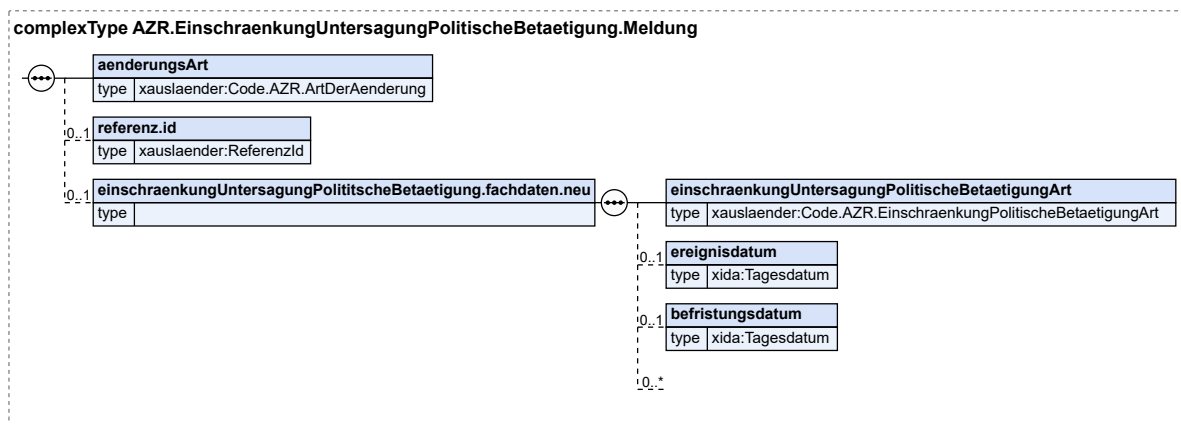 complexType AZR.EinschraenkungUntersagungPolitischeBetaetigung.Meldung
aenderungsArt
type xauslaender:Code.AZR.ArtDerAenderung
0..1 referenz.id
type xauslaender:ReferenzId
0..1 einschraenkungUntersagungPolititscheBetaetigung.fachdaten.neu
type
einschraenkungUntersagungPolitischeBetaetigungArt
type xauslaender:Code.AZR.EinschraenkungPolitischeBetaetigungArt
0..1 ereignisdatum
type xida:Tagesdatum
0..1 befristungsdatum
type xida:Tagesdatum
0..*